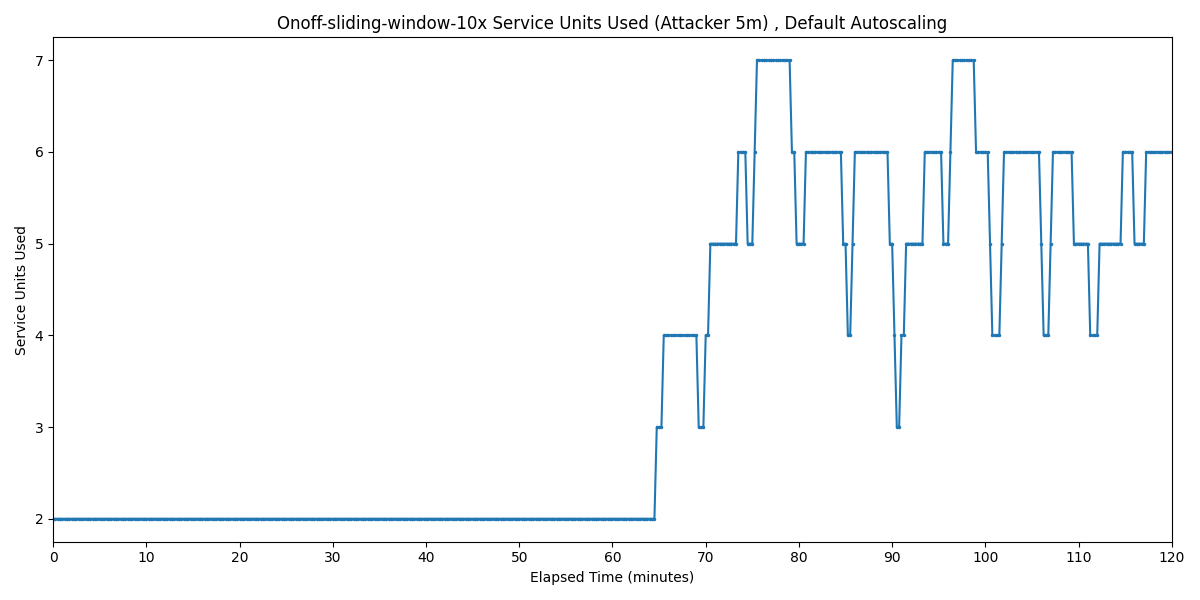 Onoff-sliding-window-10x Service Units Used (Attacker 5m) , Default Autoscaling
Service Units Used
7
6
5
4
3
2
0 10 20 30 40 50 60 70 80 90 100 110 120
Elapsed Time (minutes)